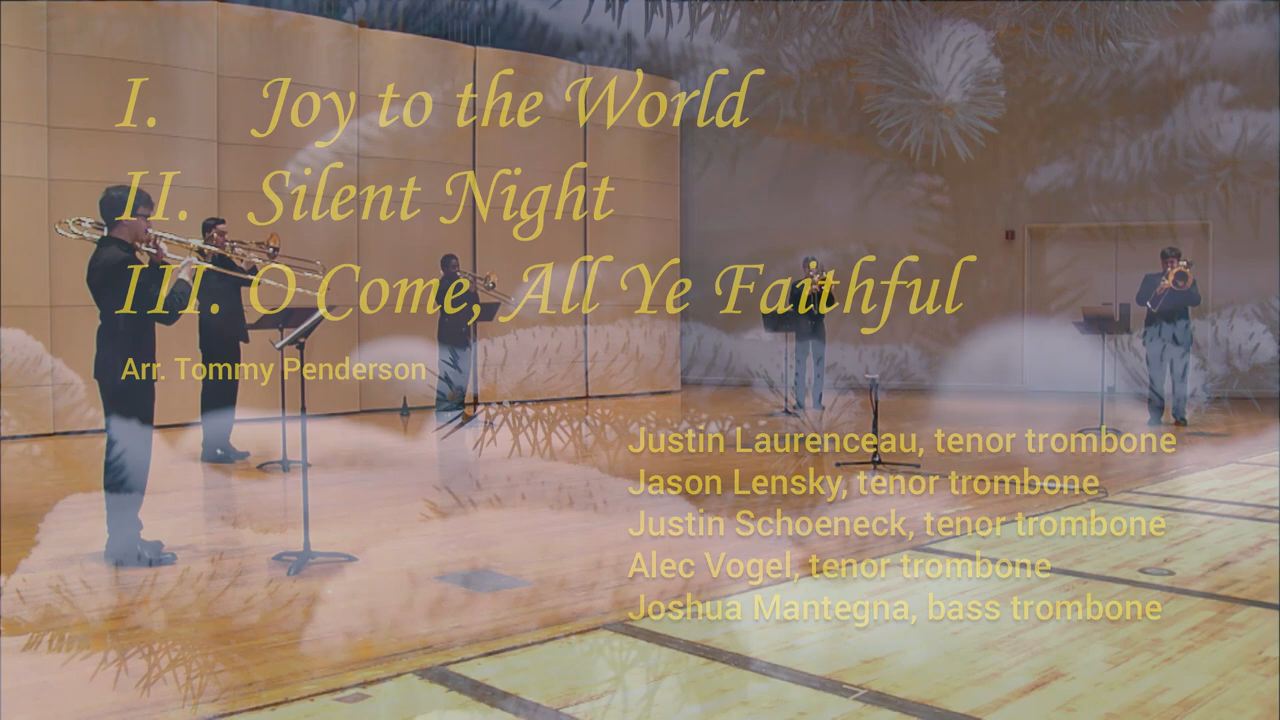 I. Joy to the World
II. Silent Night
III. O Come, All Ye Faithful
Arr. Tommy Penderson
Justin Laurenceau, tenor trombone
Jason Lensky, tenor trombone
Justin Schoeneck, tenor trombone
Alec Vogel, tenor trombone
Joshua Mantegna, bass trombone